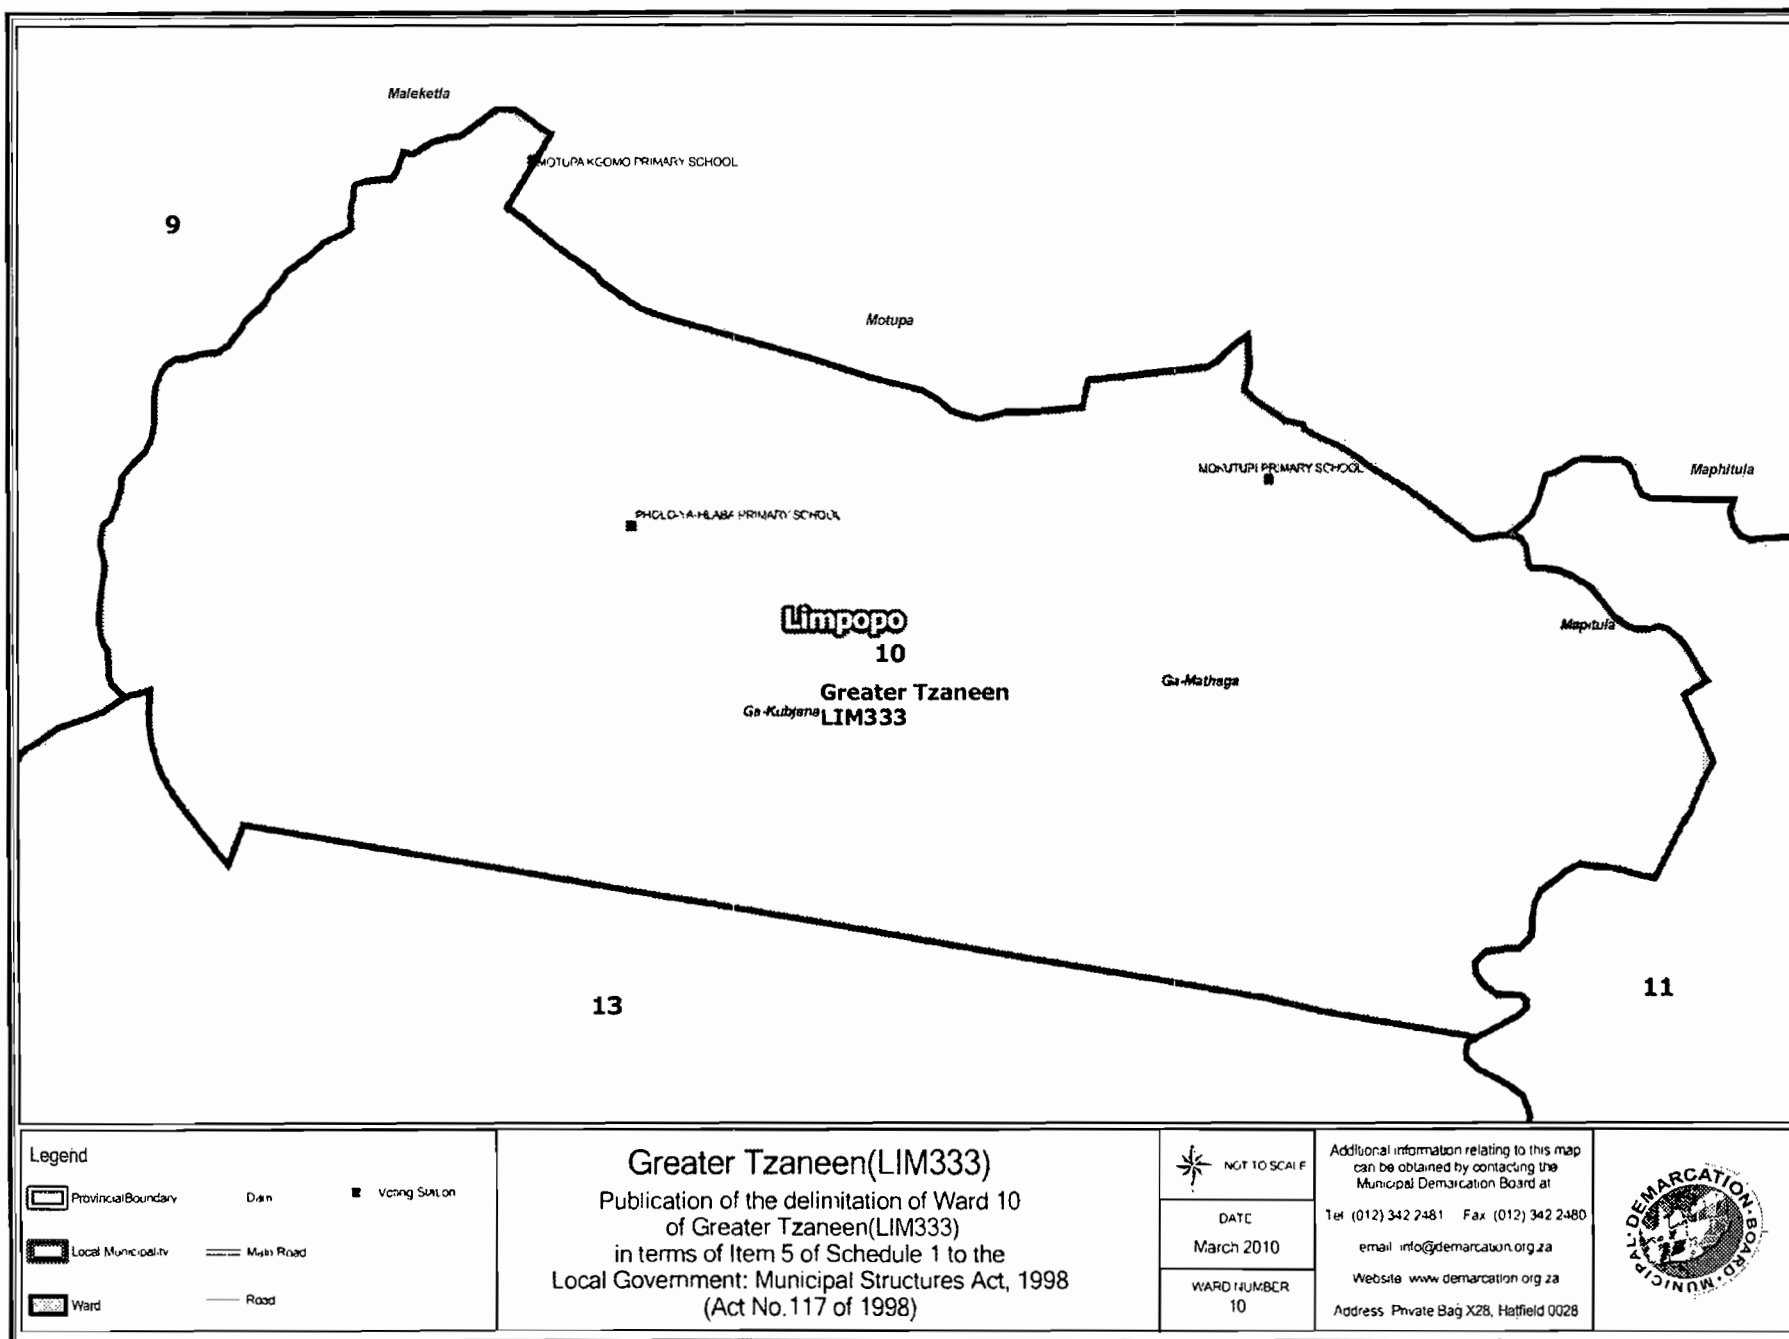 Maleketla
MOTUPA KGOMO PRIMARY SCHOOL
9
Motupa
MOKUTUPI PRIMARY SCHOOL
Maphitula
PHOLO-YA-HLABA PRIMARY SCHOOL
Limpopo
10
Mapitula
Ga-Mathaga
Greater Tzaneen
Ga-Kubjana LIM333
11
13
Legend
Provincial Boundary
Dam
Voting Station
Local Municipality
Main Road
Ward
Road
Greater Tzaneen(LIM333)
Publication of the delimitation of Ward 10
of Greater Tzaneen(LIM333)
in terms of Item 5 of Schedule 1 to the
Local Government: Municipal Structures Act, 1998
(Act No.117 of 1998)
NOT TO SCALE
DATE
March 2010
WARD NUMBER
10
Additional information relating to this map
can be obtained by contacting the
Municipal Demarcation Board at
Tel (012) 342 2481 Fax (012) 342 2480
email info@demarcation.org.za
Website www demarcation org za
Address Private Bag X28, Hatfield 0028
MUNICIPAL · DEMARCATION · BOARD